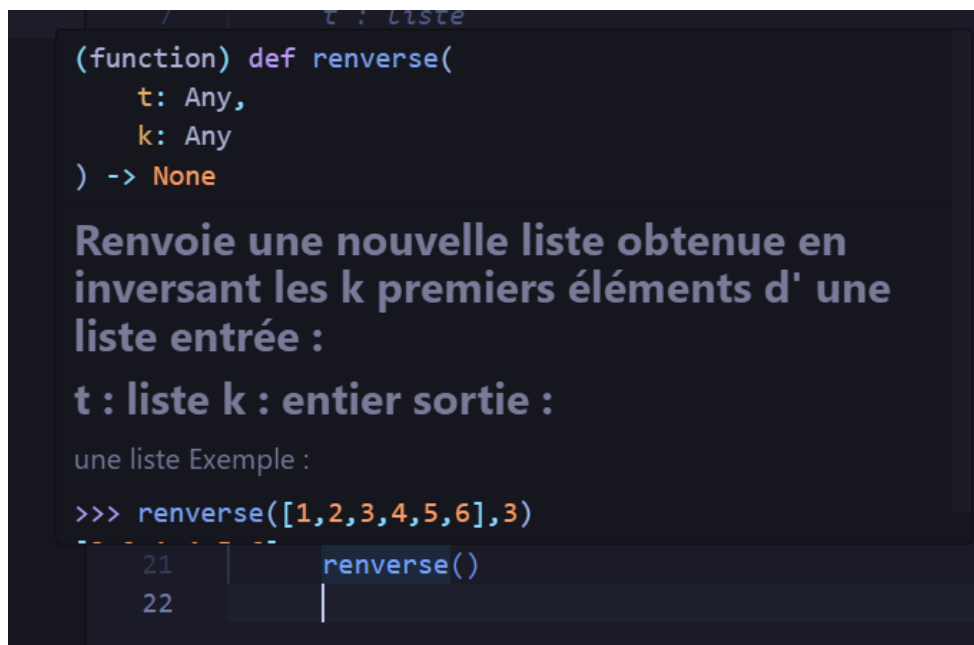 7 t : liste
(function) def renverse(
t: Any,
k: Any
) -> None
Renvoie une nouvelle liste obtenue en
inversant les k premiers éléments d' une
liste entrée :
t : liste k : entier sortie :
une liste Exemple :
>>> renverse([1,2,3,4,5,6],3)
21 renverse()
22